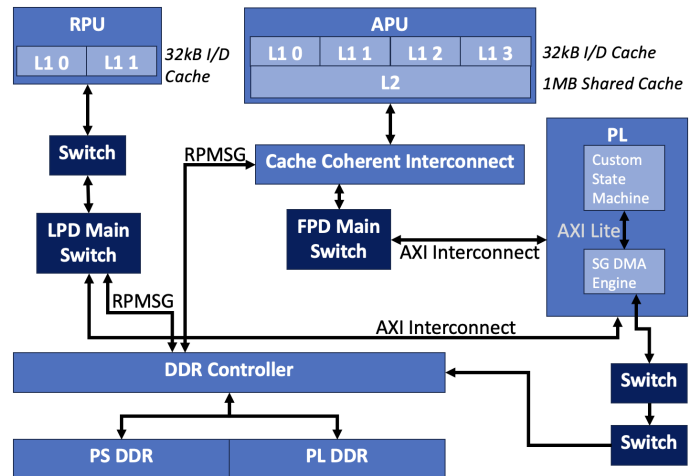 RPU
L1 0
L1 1
32kB I/D
Cache
APU
L1 0
L1 1
L1 2
L1 3
32kB I/D Cache
L2
1MB Shared Cache
Switch
RPMSG
Cache Coherent Interconnect
PL
Custom
State
Machine
LPD Main
Switch
FPD Main
Switch
AXI Interconnect
AXI Lite
SG DMA
Engine
RPMSG
AXI Interconnect
DDR Controller
Switch
Switch
PS DDR
PL DDR